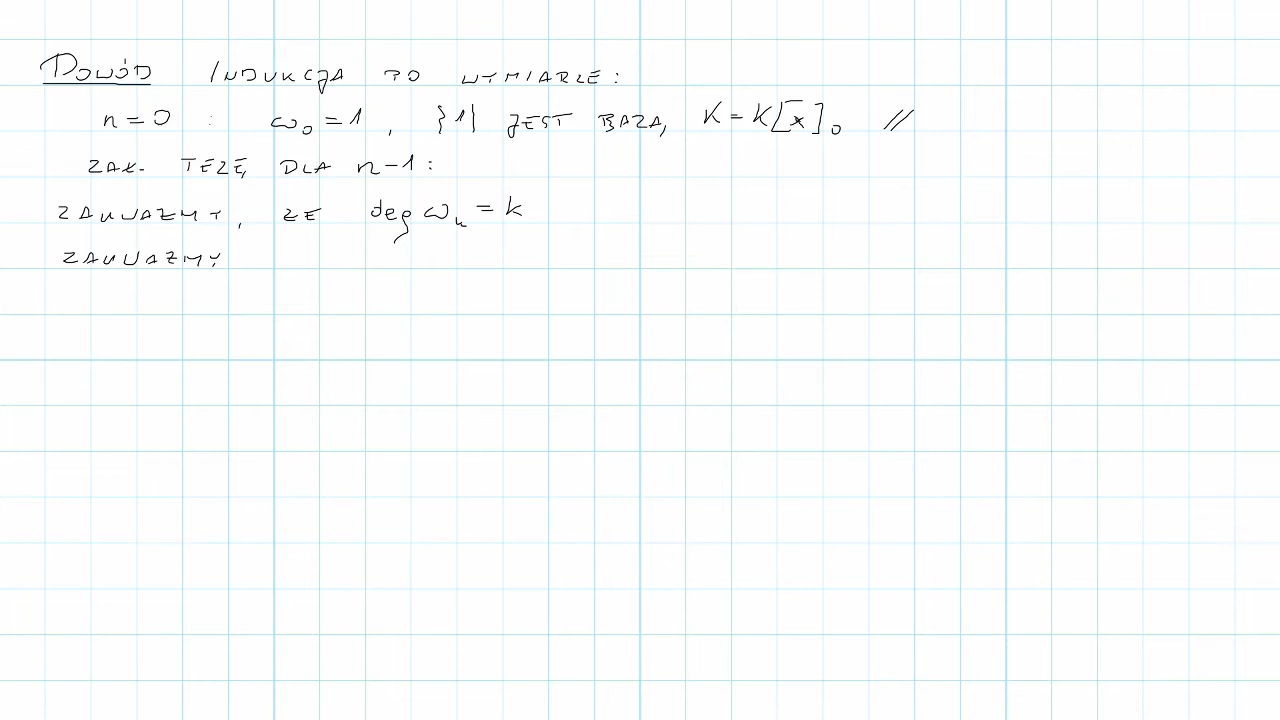 DOWÓD INDUKCJA PO WYMIARZE:
n = 0 : ω₀ = 1, {1} JEST BAZĄ, K = K[x]₀ //
ZAŁ. TEZĘ DLA n-1:
ZAUWAŻMY, ŻE deg ωₖ = k
ZAUWAŻMY